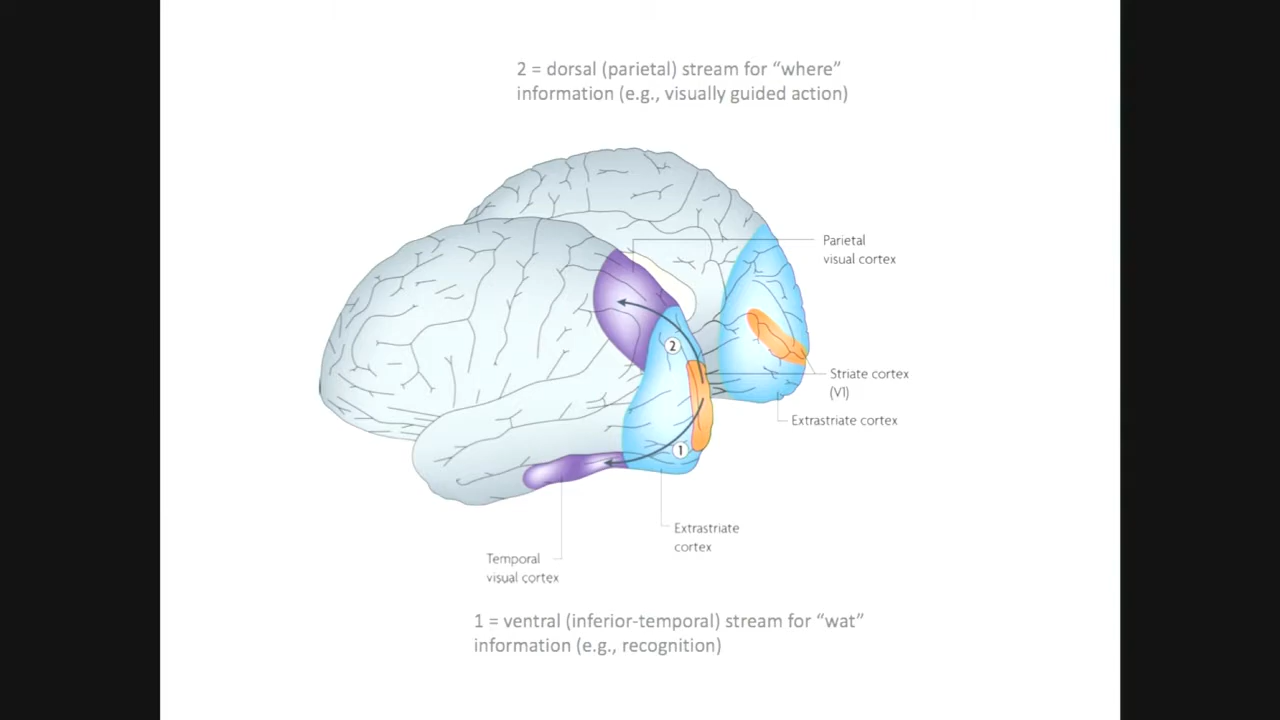 2 = dorsal (parietal) stream for “where”
information (e.g., visually guided action)
Parietal
visual cortex
2
Striate cortex
(V1)
Extrastriate cortex
1
Extrastriate
cortex
Temporal
visual cortex
1 = ventral (inferior-temporal) stream for “wat”
information (e.g., recognition)